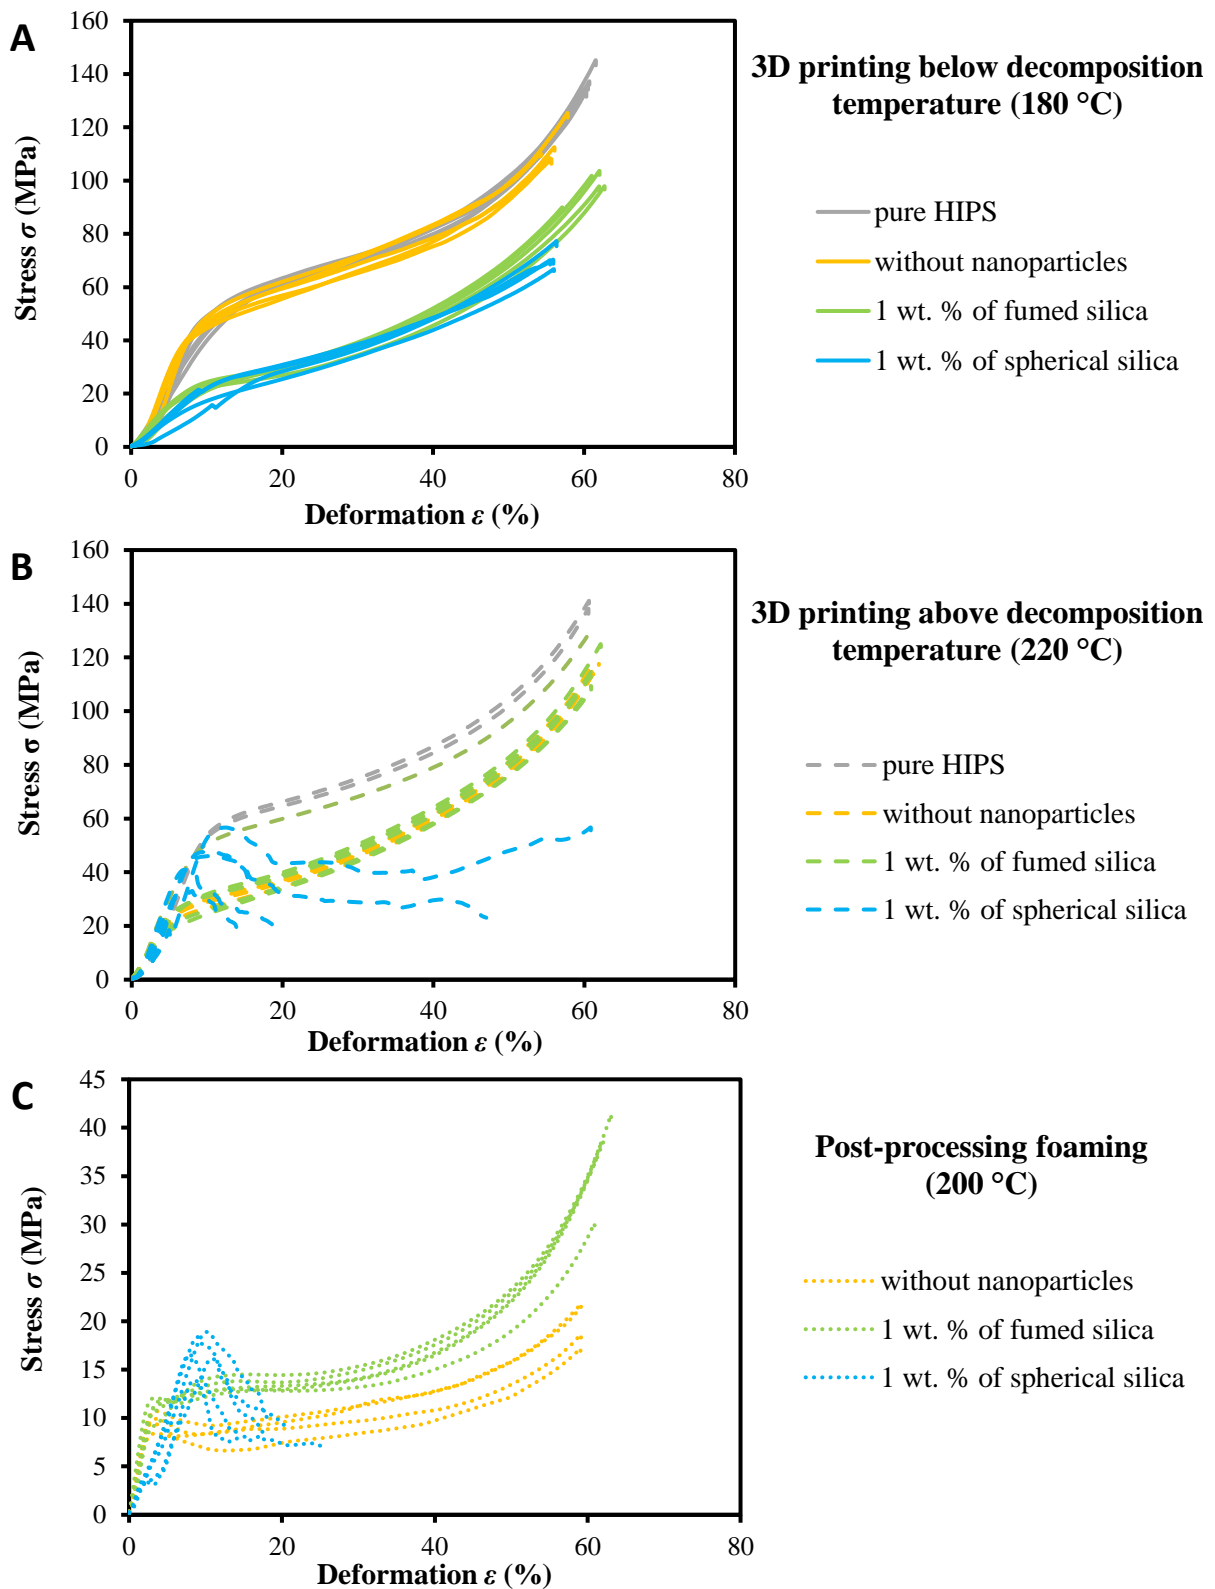 A
160
140
120
100
80
60
40
20
0
Stress σ (MPa)
0 20 40 60 80
Deformation ε (%)
3D printing below decomposition
temperature (180 °C)
pure HIPS
without nanoparticles
1 wt. % of fumed silica
1 wt. % of spherical silica
B
160
140
120
100
80
60
40
20
0
Stress σ (MPa)
0 20 40 60 80
Deformation ε (%)
3D printing above decomposition
temperature (220 °C)
pure HIPS
without nanoparticles
1 wt. % of fumed silica
1 wt. % of spherical silica
C
45
40
35
30
25
20
15
10
5
0
Stress σ (MPa)
0 20 40 60 80
Deformation ε (%)
Post-processing foaming
(200 °C)
without nanoparticles
1 wt. % of fumed silica
1 wt. % of spherical silica